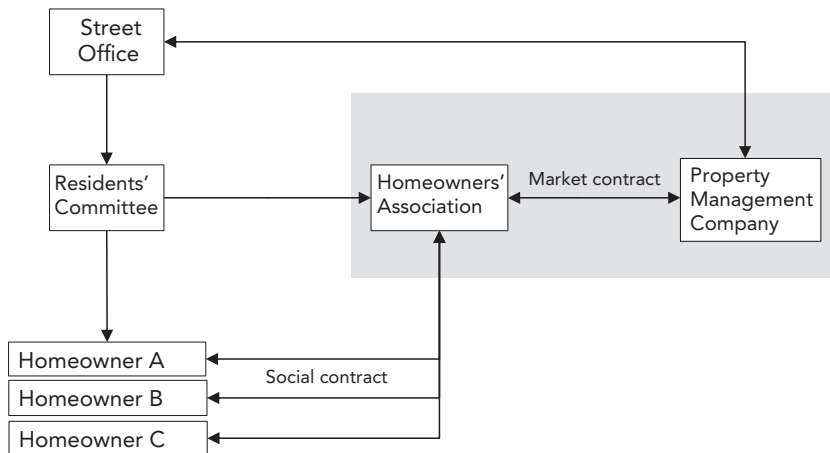 Street
Office
Residents’
Committee
Homeowners’
Association
Market contract
Property
Management
Company
Homeowner A
Social contract
Homeowner B
Homeowner C